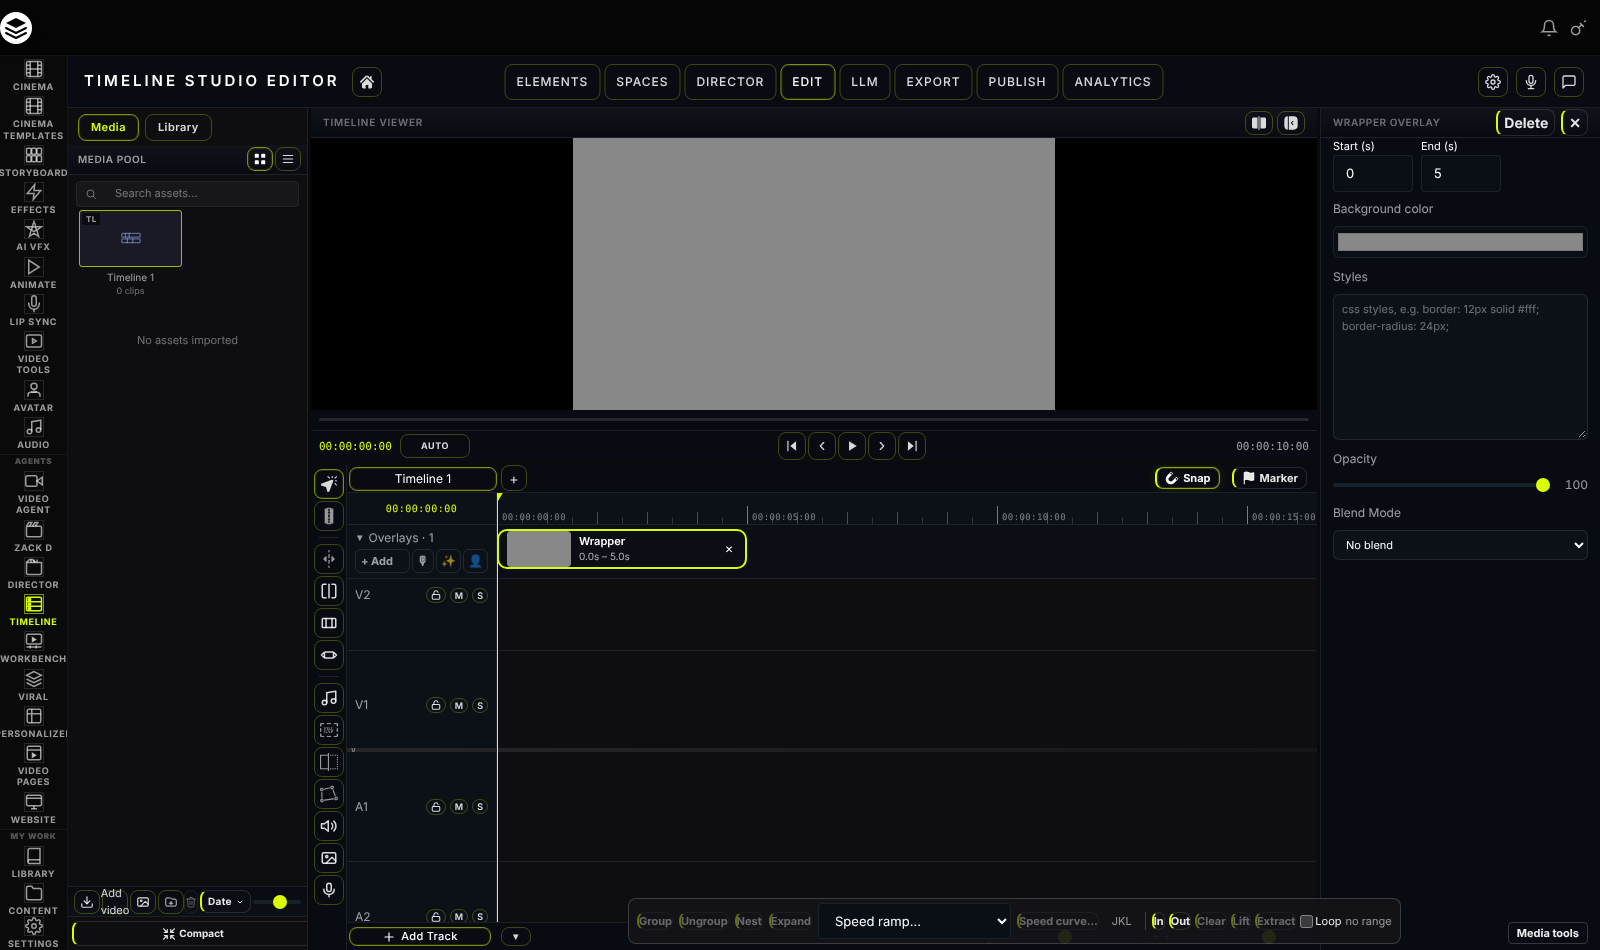 TIMELINE STUDIO EDITOR
ELEMENTS
SPACES
DIRECTOR
EDIT
LLM
EXPORT
PUBLISH
ANALYTICS
CINEMA
CINEMA
TEMPLATES
STORYBOARD
EFFECTS
AI VFX
ANIMATE
LIP SYNC
VIDEO
TOOLS
AVATAR
AUDIO
AGENTS
VIDEO
AGENT
ZACK D
DIRECTOR
TIMELINE
WORKBENCH
VIRAL
PERSONALIZE
VIDEO
PAGES
WEBSITE
MY WORK
LIBRARY
CONTENT
SETTINGS
Media
Library
MEDIA POOL
Search assets...
TL
Timeline 1
0 clips
No assets imported
Add
video
Date
Compact
TIMELINE VIEWER
00:00:00:00
AUTO
00:00:10:00
Timeline 1
+
Snap
Marker
00:00:00:00
00:00:00:00
00:00:05:00
00:00:10:00
00:00:15:00
Overlays · 1
+ Add
Wrapper
0.0s – 5.0s
×
V2
M
S
V1
M
S
A1
M
S
A2
M
S
Add Track
Group
Ungroup
Nest
Expand
Speed ramp...
Speed curve...
JKL
In
Out
Clear
Lift
Extract
Loop
no range
WRAPPER OVERLAY
Delete
×
Start (s)
End (s)
0
5
Background color
Styles
css styles, e.g. border: 12px solid #fff;
border-radius: 24px;
Opacity
100
Blend Mode
No blend
Media tools